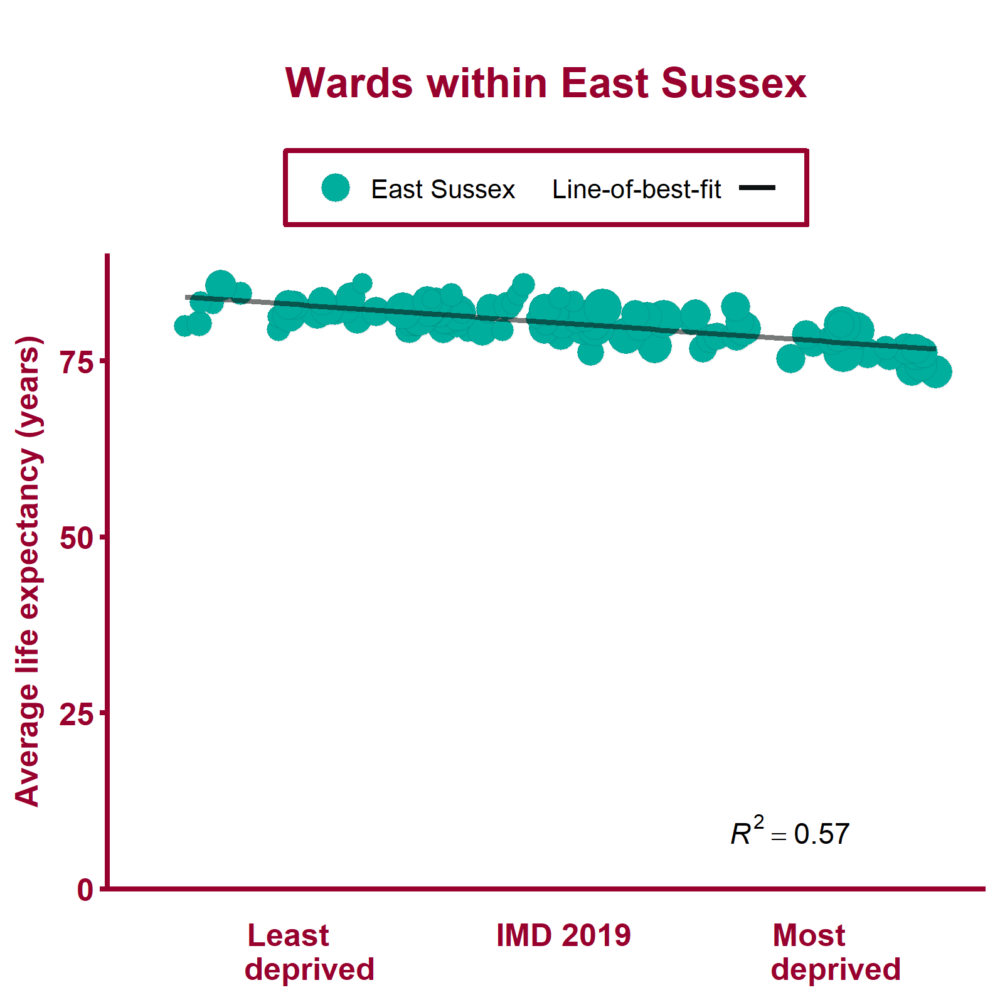 Wards within East Sussex
East Sussex Line-of-best-fit
Average life expectancy (years)
75
50
25
0
R² = 0.57
Least deprived
IMD 2019
Most deprived